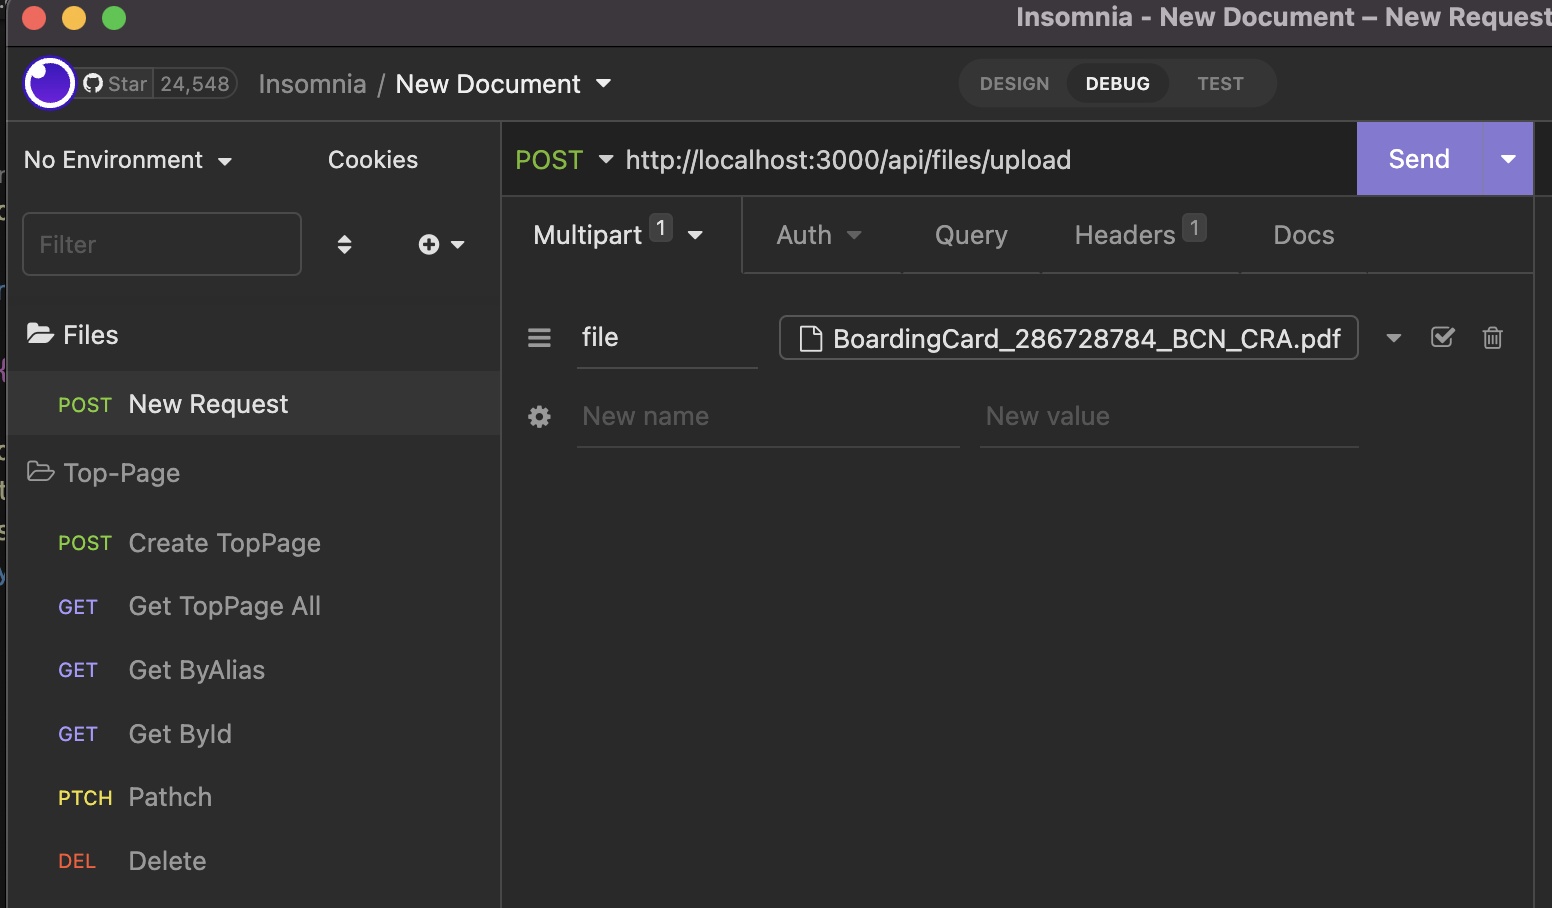 Insomnia - New Document – New Request
Star 24,548 Insomnia / New Document
DESIGN DEBUG TEST
No Environment Cookies
POST http://localhost:3000/api/files/upload Send
Filter
Multipart 1 Auth Query Headers 1 Docs
Files
file BoardingCard_286728784_BCN_CRA.pdf
POST New Request
New name New value
Top-Page
POST Create TopPage
GET Get TopPage All
GET Get ByAlias
GET Get ById
PTCH Pathch
DEL Delete